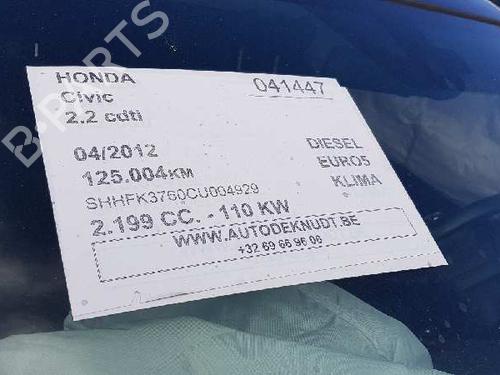 HONDA 041447
Civic
2.2 cdti
04/2012 DIESEL
125.004KM EURO5
SHHFK3760CU004929 KLIMA
2.199 CC. - 110 KW
WWW.AUTODEKNUDT.BE
+32 69 66 96 06
B-PARTS